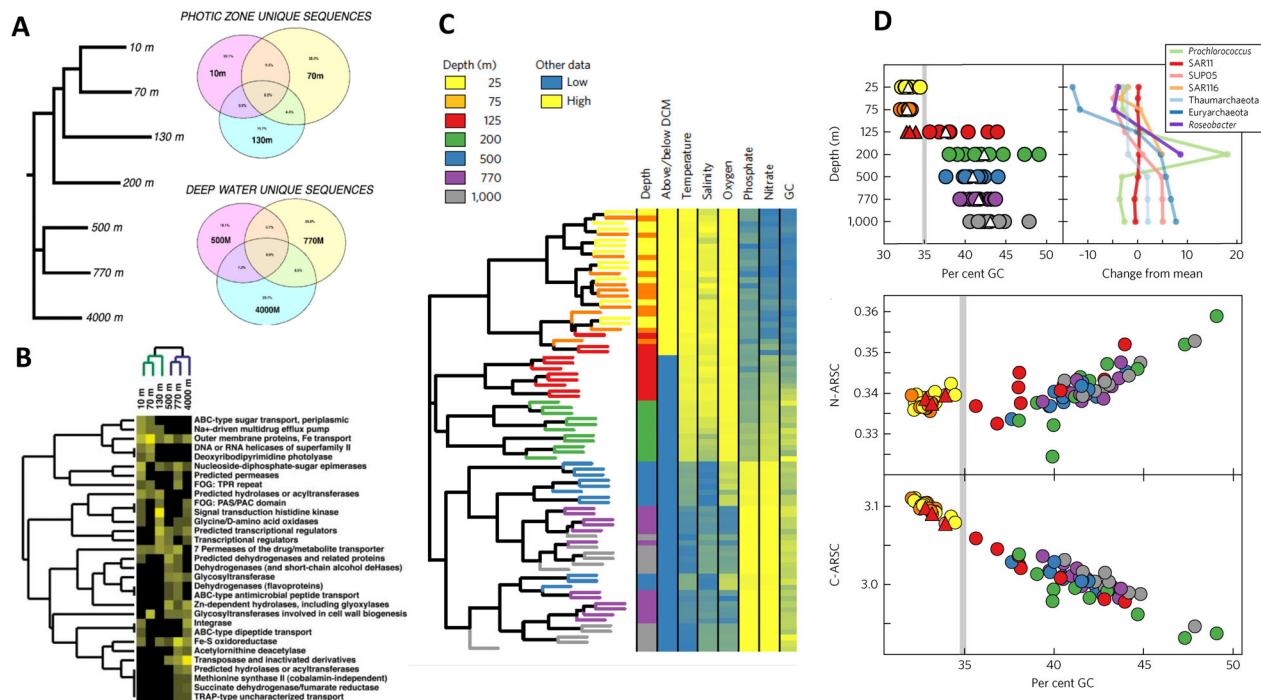 A
10 m
70 m
130 m
200 m
500 m
770 m
4000 m
PHOTIC ZONE UNIQUE SEQUENCES
10m
70m
130m
DEEP WATER UNIQUE SEQUENCES
500M
770M
4000M
B
10 m
70 m
130 m
500 m
770 m
4000 m
ABC-type sugar transport, periplasmic
Na+-driven multidrug efflux pump
Outer membrane proteins, Fe transport
DNA or RNA helicases of superfamily II
Deoxyribodipyrimidine photolyase
Nucleoside-diphosphate-sugar epimerases
Predicted permeases
FOG: TPR repeat
Predicted hydrolases or acyltransferases
FOG: PAS/PAC domain
Signal transduction histidine kinase
Glycine/D-amino acid oxidases
Predicted transcriptional regulators
Transcriptional regulators
7 Permeases of the drug/metabolite transporter
Predicted dehydrogenases and related proteins
Dehydrogenases (and short-chain alcohol deHases)
Glycosyltransferase
Dehydrogenases (flavoproteins)
ABC-type antimicrobial peptide transport
Zn-dependent hydrolases, including glyoxylases
Glycosyltransferases involved in cell wall biogenesis
Integrase
ABC-type dipeptide transport
Fe-S oxidoreductase
Acetylornithine deacetylase
Transposase and inactivated derivatives
Predicted hydrolases or acyltransferases
Methionine synthase II (cobalamin-independent)
Succinate dehydrogenase/fumarate reductase
TRAP-type uncharacterized transport
C
Depth (m)
25
75
125
200
500
770
1,000
Other data
Low
High
Depth
Above/below DCM
Temperature
Salinity
Oxygen
Phosphate
Nitrate
GC
D
Prochlorococcus
SAR11
SUP05
SAR116
Thaumarchaeota
Euryarchaeota
Roseobacter
Depth (m)
25
75
125
200
500
770
1,000
30 35 40 45 50
Per cent GC
-10 0 10 20
Change from mean
N-ARSC
0.36
0.35
0.34
0.33
C-ARSC
3.1
3.0
35 40 45 50
Per cent GC